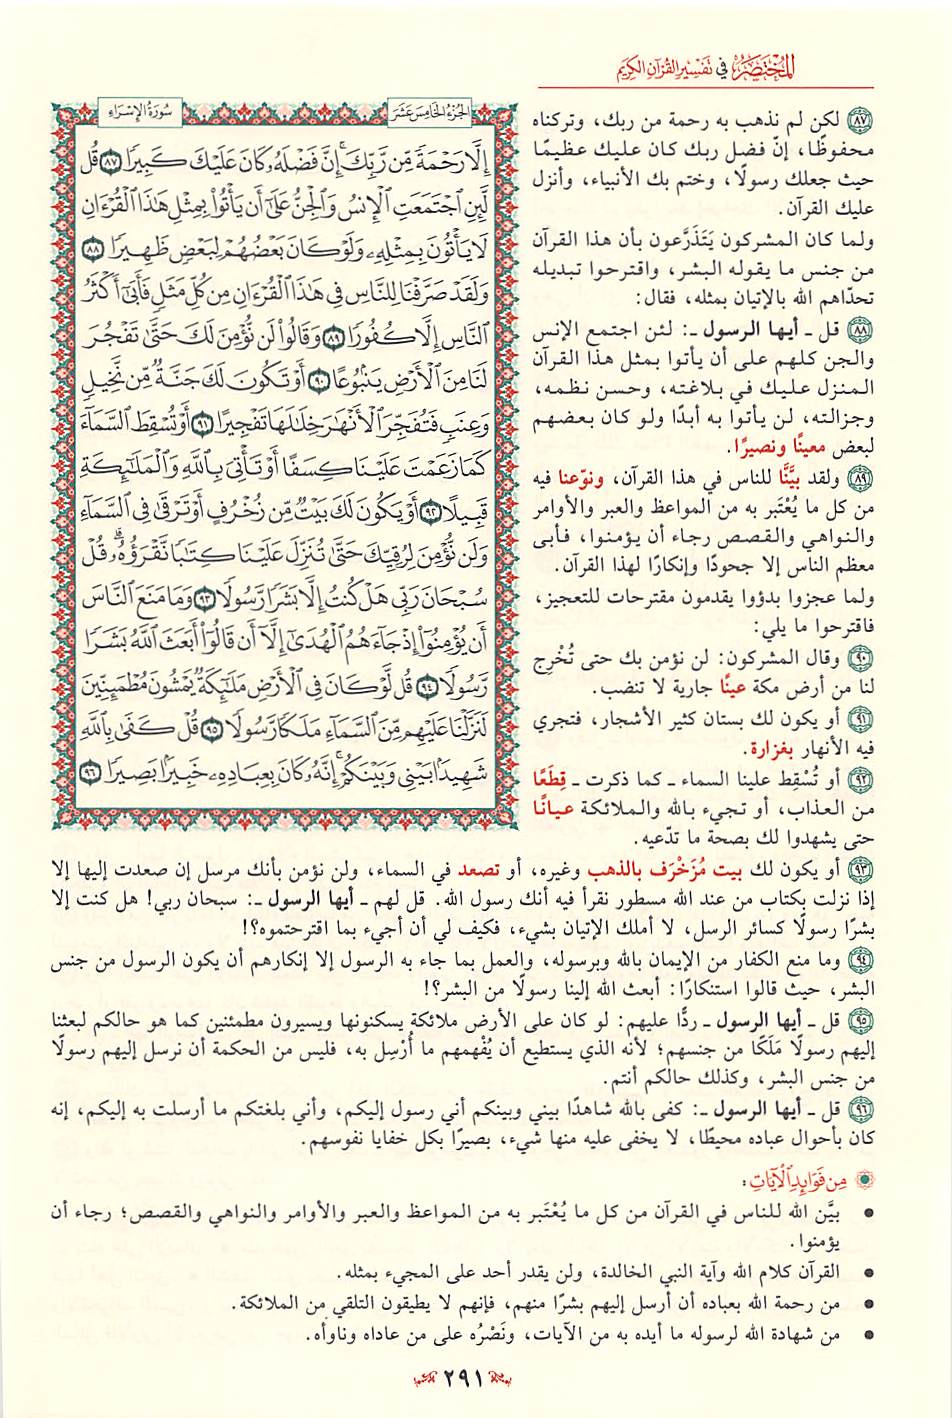 المختصر في تفسير القرآن الكريم
الجزء الخامس عشر
سورة الإسراء
إِلَّا رَحْمَةً مِّن رَّبِّكَۚ إِنَّ فَضْلَهُۥ كَانَ عَلَيْكَ كَبِيرًا ۝٨٧ قُل
لَّئِنِ ٱجْتَمَعَتِ ٱلْإِنسُ وَٱلْجِنُّ عَلَىٰٓ أَن يَأْتُوا۟ بِمِثْلِ هَٰذَا ٱلْقُرْءَانِ
لَا يَأْتُونَ بِمِثْلِهِۦ وَلَوْ كَانَ بَعْضُهُمْ لِبَعْضٍ ظَهِيرًا ۝٨٨
وَلَقَدْ صَرَّفْنَا لِلنَّاسِ فِى هَٰذَا ٱلْقُرْءَانِ مِن كُلِّ مَثَلٍ فَأَبَىٰٓ أَكْثَرُ
ٱلنَّاسِ إِلَّا كُفُورًا ۝٨٩ وَقَالُوا۟ لَن نُّؤْمِنَ لَكَ حَتَّىٰ تَفْجُرَ
لَنَا مِنَ ٱلْأَرْضِ يَنۢبُوعًا ۝٩٠ أَوْ تَكُونَ لَكَ جَنَّةٌ مِّن نَّخِيلٍ
وَعِنَبٍ فَتُفَجِّرَ ٱلْأَنْهَٰرَ خِلَٰلَهَا تَفْجِيرًا ۝٩١ أَوْ تُسْقِطَ ٱلسَّمَآءَ
كَمَا زَعَمْتَ عَلَيْنَا كِسَفًا أَوْ تَأْتِىَ بِٱللَّهِ وَٱلْمَلَٰٓئِكَةِ
قَبِيلًا ۝٩٢ أَوْ يَكُونَ لَكَ بَيْتٌ مِّن زُخْرُفٍ أَوْ تَرْقَىٰ فِى ٱلسَّمَآءِ
وَلَن نُّؤْمِنَ لِرُقِيِّكَ حَتَّىٰ تُنَزِّلَ عَلَيْنَا كِتَٰبًا نَّقْرَؤُهُۥۗ قُلْ
سُبْحَانَ رَبِّى هَلْ كُنتُ إِلَّا بَشَرًا رَّسُولًا ۝٩٣ وَمَا مَنَعَ ٱلنَّاسَ
أَن يُؤْمِنُوٓا۟ إِذْ جَآءَهُمُ ٱلْهُدَىٰٓ إِلَّآ أَن قَالُوٓا۟ أَبَعَثَ ٱللَّهُ بَشَرًا
رَّسُولًا ۝٩٤ قُل لَّوْ كَانَ فِى ٱلْأَرْضِ مَلَٰٓئِكَةٌ يَمْشُونَ مُطْمَئِنِّينَ
لَنَزَّلْنَا عَلَيْهِم مِّنَ ٱلسَّمَآءِ مَلَكًا رَّسُولًا ۝٩٥ قُلْ كَفَىٰ بِٱللَّهِ
شَهِيدًۢا بَيْنِى وَبَيْنَكُمْۚ إِنَّهُۥ كَانَ بِعِبَادِهِۦ خَبِيرًۢا بَصِيرًا ۝٩٦
٨٧ لكن لم نذهب به رحمة من ربك، وتركناه
محفوظًا، إنّ فضل ربك كان عليك عظيمًا
حيث جعلك رسولًا، وختم بك الأنبياء، وأنزل
عليك القرآن.
ولما كان المشركون يَتَذَرَّعون بأن هذا القرآن
من جنس ما يقوله البشر، واقترحوا تبديله
تحدّاهم الله بالإتيان بمثله، فقال:
٨٨ قل ـ أيها الرسول ـ: لئن اجتمع الإنس
والجن كلهم على أن يأتوا بمثل هذا القرآن
المنزل عليك في بلاغته، وحسن نظمه،
وجزالته، لن يأتوا به أبدًا ولو كان بعضهم
لبعض معينًا ونصيرًا.
٨٩ ولقد بيَّنَّا للناس في هذا القرآن، ونوّعنا فيه
من كل ما يُعْتَبر به من المواعظ والعبر والأوامر
والنواهي والقصص رجاء أن يؤمنوا، فأبى
معظم الناس إلا جحودًا وإنكارًا لهذا القرآن.
ولما عجزوا بدؤوا يقدمون مقترحات للتعجيز،
فاقترحوا ما يلي:
٩٠ وقال المشركون: لن نؤمن بك حتى تُخْرِج
لنا من أرض مكة عينًا جارية لا تنضب.
٩١ أو يكون لك بستان كثير الأشجار، فتجري
فيه الأنهار بغزارة.
٩٢ أو تُسْقِط علينا السماء ـ كما ذكرت ـ قِطَعًا
من العذاب، أو تجيء بالله والملائكة عيانًا
حتى يشهدوا لك بصحة ما تدّعيه.
٩٣ أو يكون لك بيت مُزَخْرَف بالذهب وغيره، أو تصعد في السماء، ولن نؤمن بأنك مرسل إن صعدت إليها إلا
إذا نزلت بكتاب من عند الله مسطور نقرأ فيه أنك رسول الله. قل لهم ـ أيها الرسول ـ: سبحان ربي! هل كنت إلا
بشرًا رسولًا كسائر الرسل، لا أملك الإتيان بشيء، فكيف لي أن أجيء بما اقترحتموه؟!
٩٤ وما منع الكفار من الإيمان بالله وبرسوله، والعمل بما جاء به الرسول إلا إنكارهم أن يكون الرسول من جنس
البشر، حيث قالوا استنكارًا: أبعث الله إلينا رسولًا من البشر؟!
٩٥ قل ـ أيها الرسول ـ ردًّا عليهم: لو كان على الأرض ملائكة يسكنونها ويسيرون مطمئنين كما هو حالكم لبعثنا
إليهم رسولًا مَلَكًا من جنسهم؛ لأنه الذي يستطيع أن يُفْهمهم ما أُرْسِل به، فليس من الحكمة أن نرسل إليهم رسولًا
من جنس البشر، وكذلك حالكم أنتم.
٩٦ قل ـ أيها الرسول ـ: كفى بالله شاهدًا بيني وبينكم أني رسول إليكم، وأني بلغتكم ما أرسلت به إليكم، إنه
كان بأحوال عباده محيطًا، لا يخفى عليه منها شيء، بصيرًا بكل خفايا نفوسهم.
من فوائد الآيات:
• بيَّن الله للناس في القرآن من كل ما يُعْتَبر به من المواعظ والعبر والأوامر والنواهي والقصص؛ رجاء أن
يؤمنوا.
• القرآن كلام الله وآية النبي الخالدة، ولن يقدر أحد على المجيء بمثله.
• من رحمة الله بعباده أن أرسل إليهم بشرًا منهم، فإنهم لا يطيقون التلقي من الملائكة.
• من شهادة الله لرسوله ما أيده به من الآيات، ونَصْرُه على من عاداه وناوأه.
٢٩١